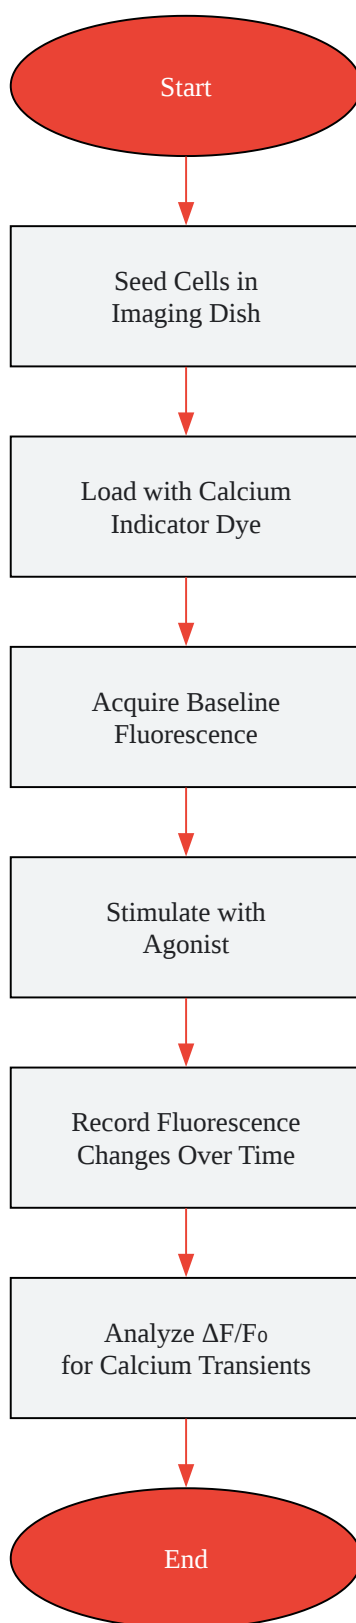 Start
Seed Cells in
Imaging Dish
Load with Calcium
Indicator Dye
Acquire Baseline
Fluorescence
Stimulate with
Agonist
Record Fluorescence
Changes Over Time
Analyze ΔF/F₀
for Calcium Transients
End